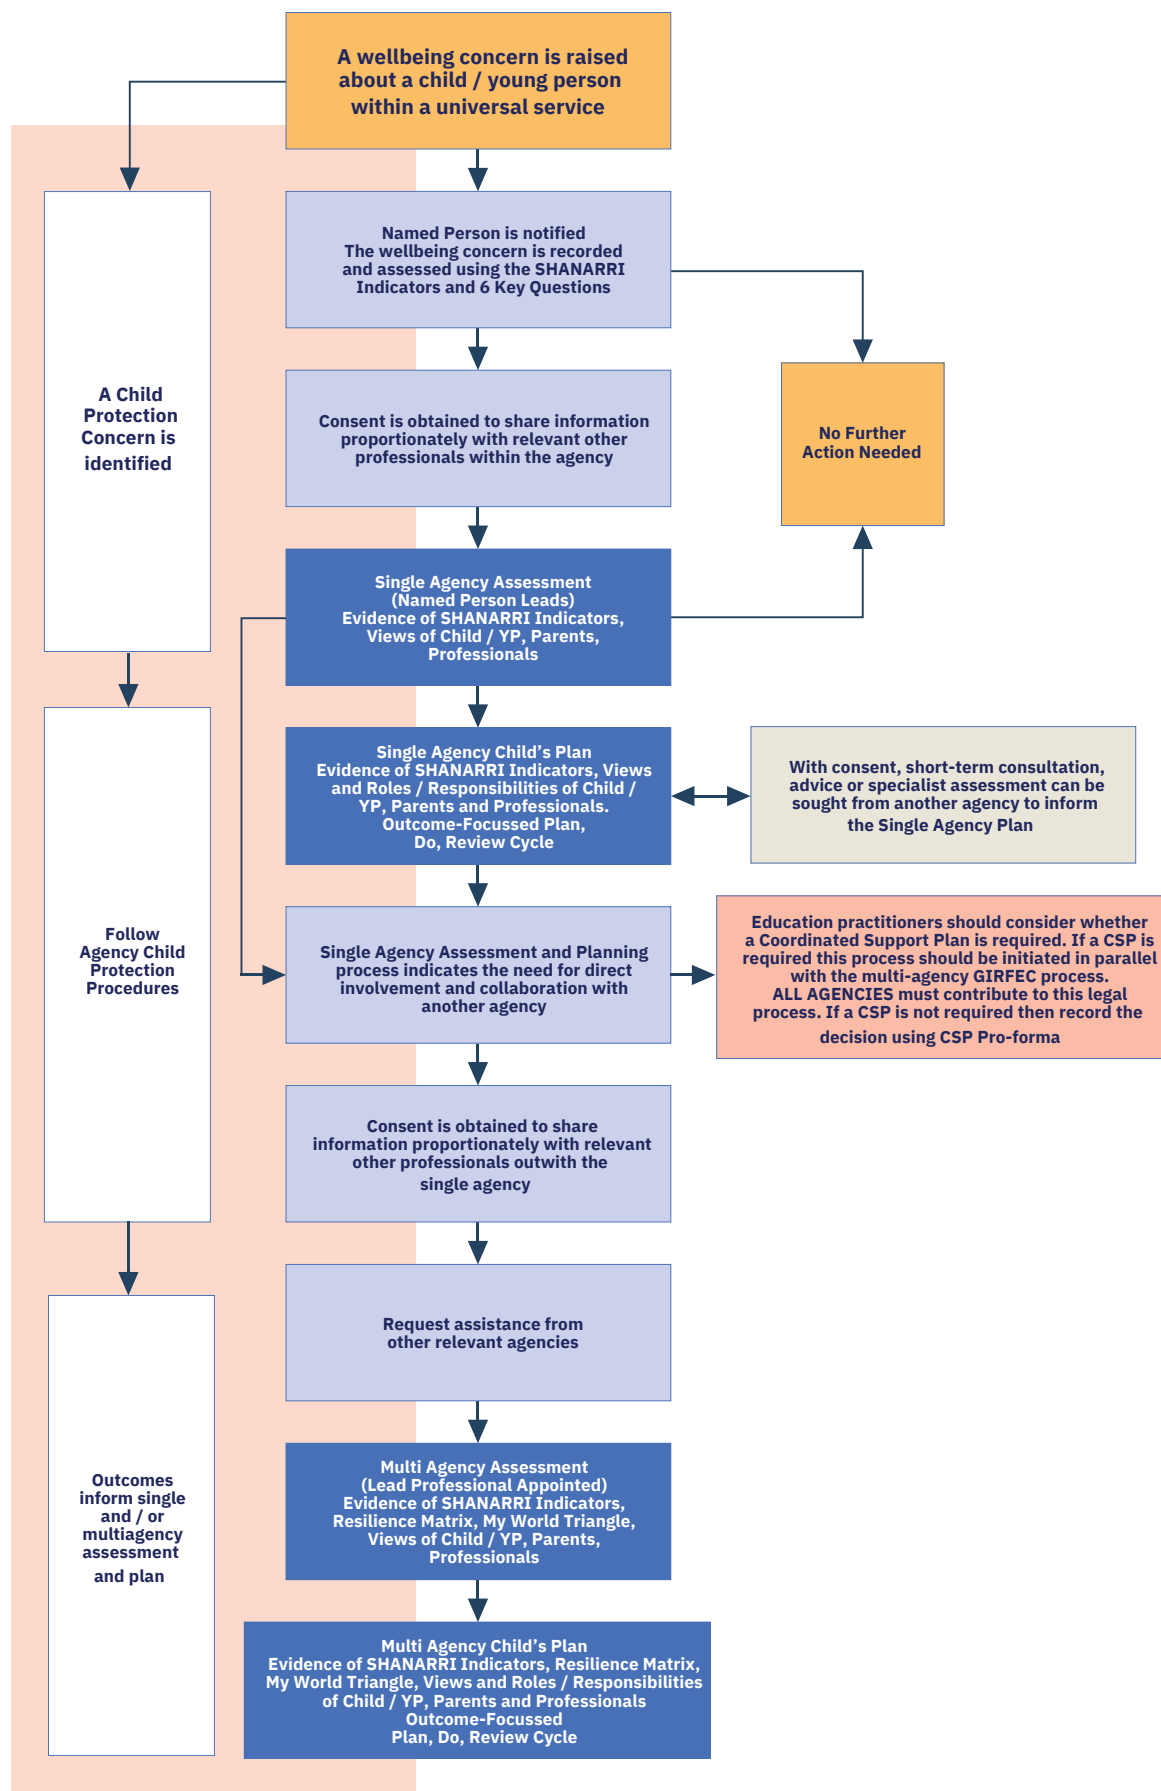 A wellbeing concern is raised
about a child / young person
within a universal service
Named Person is notified
The wellbeing concern is recorded
and assessed using the SHANARRI
Indicators and 6 Key Questions
A Child
Protection
Concern is
identified
Consent is obtained to share information
proportionately with relevant other
professionals within the agency
No Further
Action Needed
Single Agency Assessment
(Named Person Leads)
Evidence of SHANARRI Indicators,
Views of Child / YP, Parents,
Professionals
Single Agency Child’s Plan
Evidence of SHANARRI Indicators, Views
and Roles / Responsibilities of Child /
YP, Parents and Professionals.
Outcome-Focussed Plan,
Do, Review Cycle
With consent, short-term consultation,
advice or specialist assessment can be
sought from another agency to inform
the Single Agency Plan
Follow
Agency Child
Protection
Procedures
Single Agency Assessment and Planning
process indicates the need for direct
involvement and collaboration with
another agency
Education practitioners should consider whether
a Coordinated Support Plan is required. If a CSP is
required this process should be initiated in parallel
with the multi-agency GIRFEC process.
ALL AGENCIES must contribute to this legal
process. If a CSP is not required then record the
decision using CSP Pro-forma
Consent is obtained to share
information proportionately with relevant
other professionals outwith the
single agency
Request assistance from
other relevant agencies
Outcomes
inform single
and / or
multiagency
assessment
and plan
Multi Agency Assessment
(Lead Professional Appointed)
Evidence of SHANARRI Indicators,
Resilience Matrix, My World Triangle,
Views of Child / YP, Parents,
Professionals
Multi Agency Child’s Plan
Evidence of SHANARRI Indicators, Resilience Matrix,
My World Triangle, Views and Roles / Responsibilities
of Child / YP, Parents and Professionals
Outcome-Focussed
Plan, Do, Review Cycle